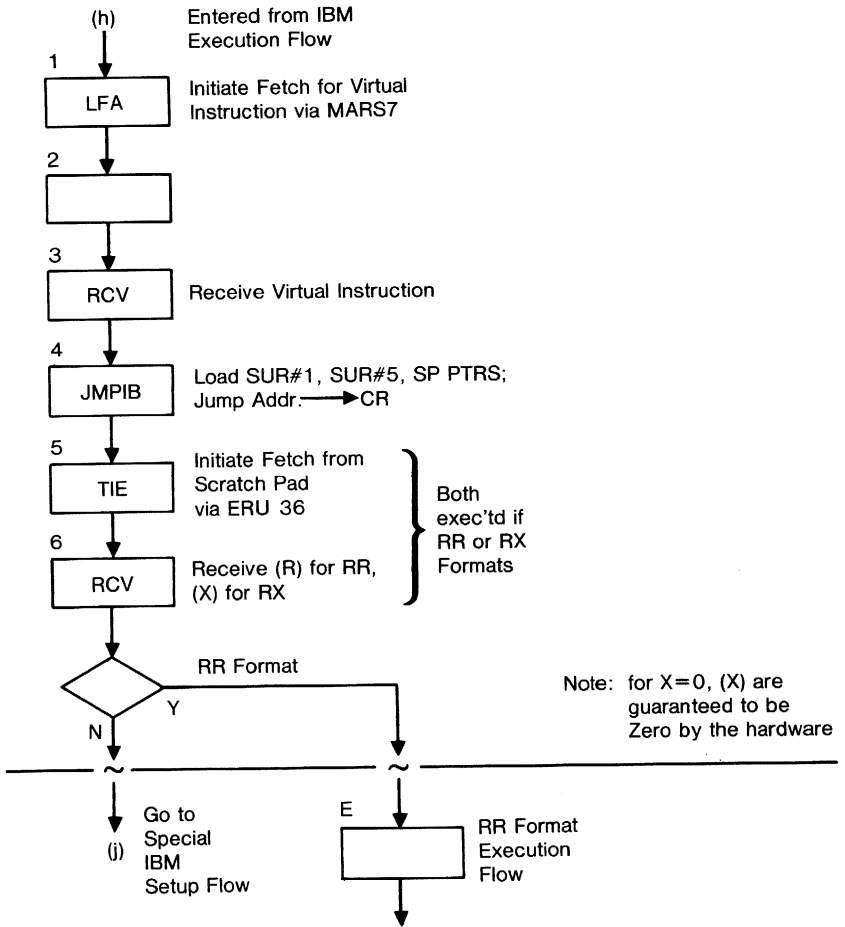 (h)
Entered from IBM
Execution Flow
1
LFA
Initiate Fetch for Virtual
Instruction via MARS7
2
3
RCV
Receive Virtual Instruction
4
JMPIB
Load SUR#1, SUR#5, SP PTRS;
Jump Addr. → CR
5
TIE
Initiate Fetch from
Scratch Pad
via ERU 36
6
RCV
Receive (R) for RR,
(X) for RX
Both
exec'td if
RR or RX
Formats
RR Format
Y
N
Note: for X=0, (X) are
guaranteed to be
Zero by the hardware
~
~
(j)
Go to
Special
IBM
Setup Flow
E
RR Format
Execution
Flow